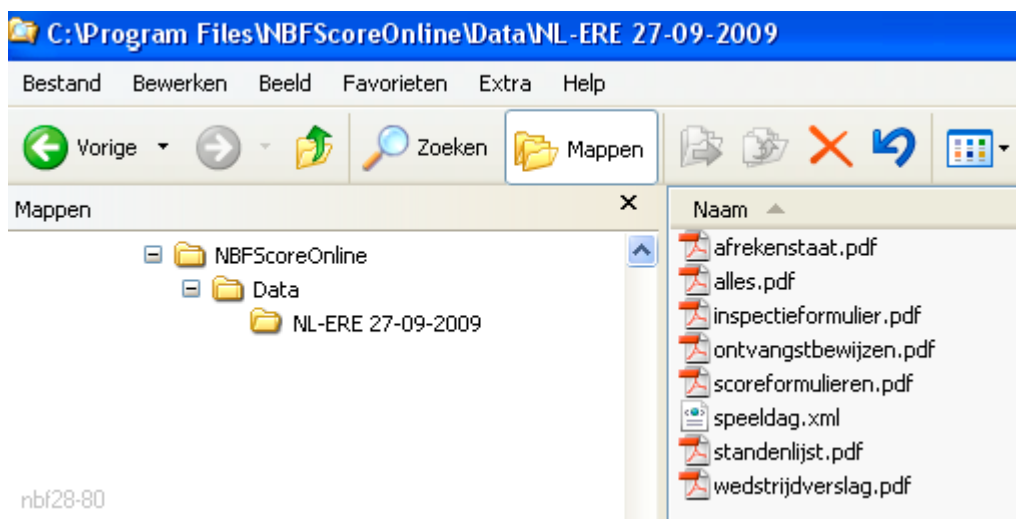 C:\Program Files\NBFScoreOnline\Data\NL-ERE 27-09-2009
Bestand Bewerken Beeld Favorieten Extra Help
Vorige Zoeken Mappen
Mappen
NBFScoreOnline
Data
NL-ERE 27-09-2009
nbf28-80
Naam
afrekenstaat.pdf
alles.pdf
inspectieformulier.pdf
ontvangstbewijzen.pdf
scoreformulieren.pdf
speeldag.xml
standenlijst.pdf
wedstrijdverslag.pdf